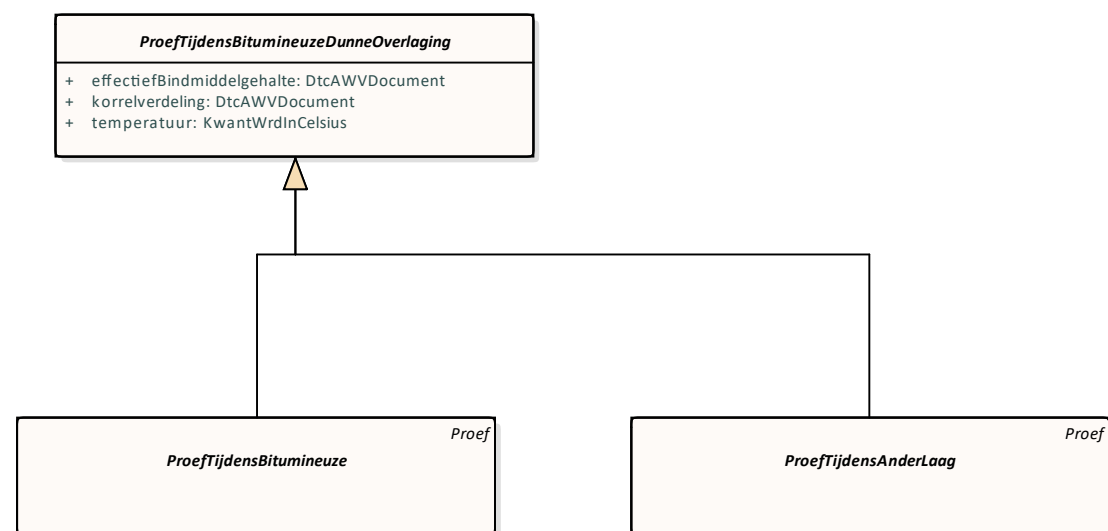 ProefTijdensBitumineuzeDunneOverlaging
+ effectiefBindmiddelgehalte: DtcAWVDocument
+ korrelverdeling: DtcAWVDocument
+ temperatuur: KwantWrdInCelsius
Proef
ProefTijdensBitumineuze
Proef
ProefTijdensAnderLaag